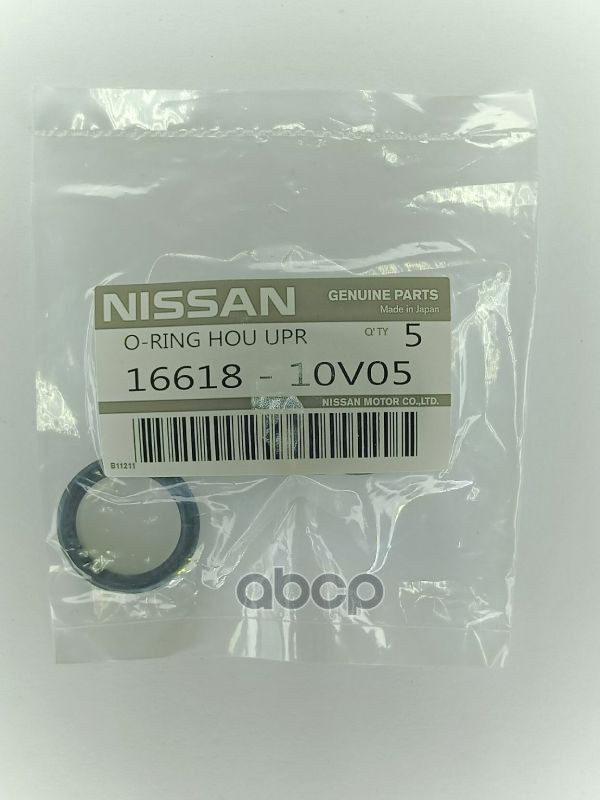 NISSAN GENUINE PARTS
Made in Japan
O-RING HOU UPR Q'TY 5
16618 - 10V05
NISSAN MOTOR CO.,LTD.
B11211
abcp